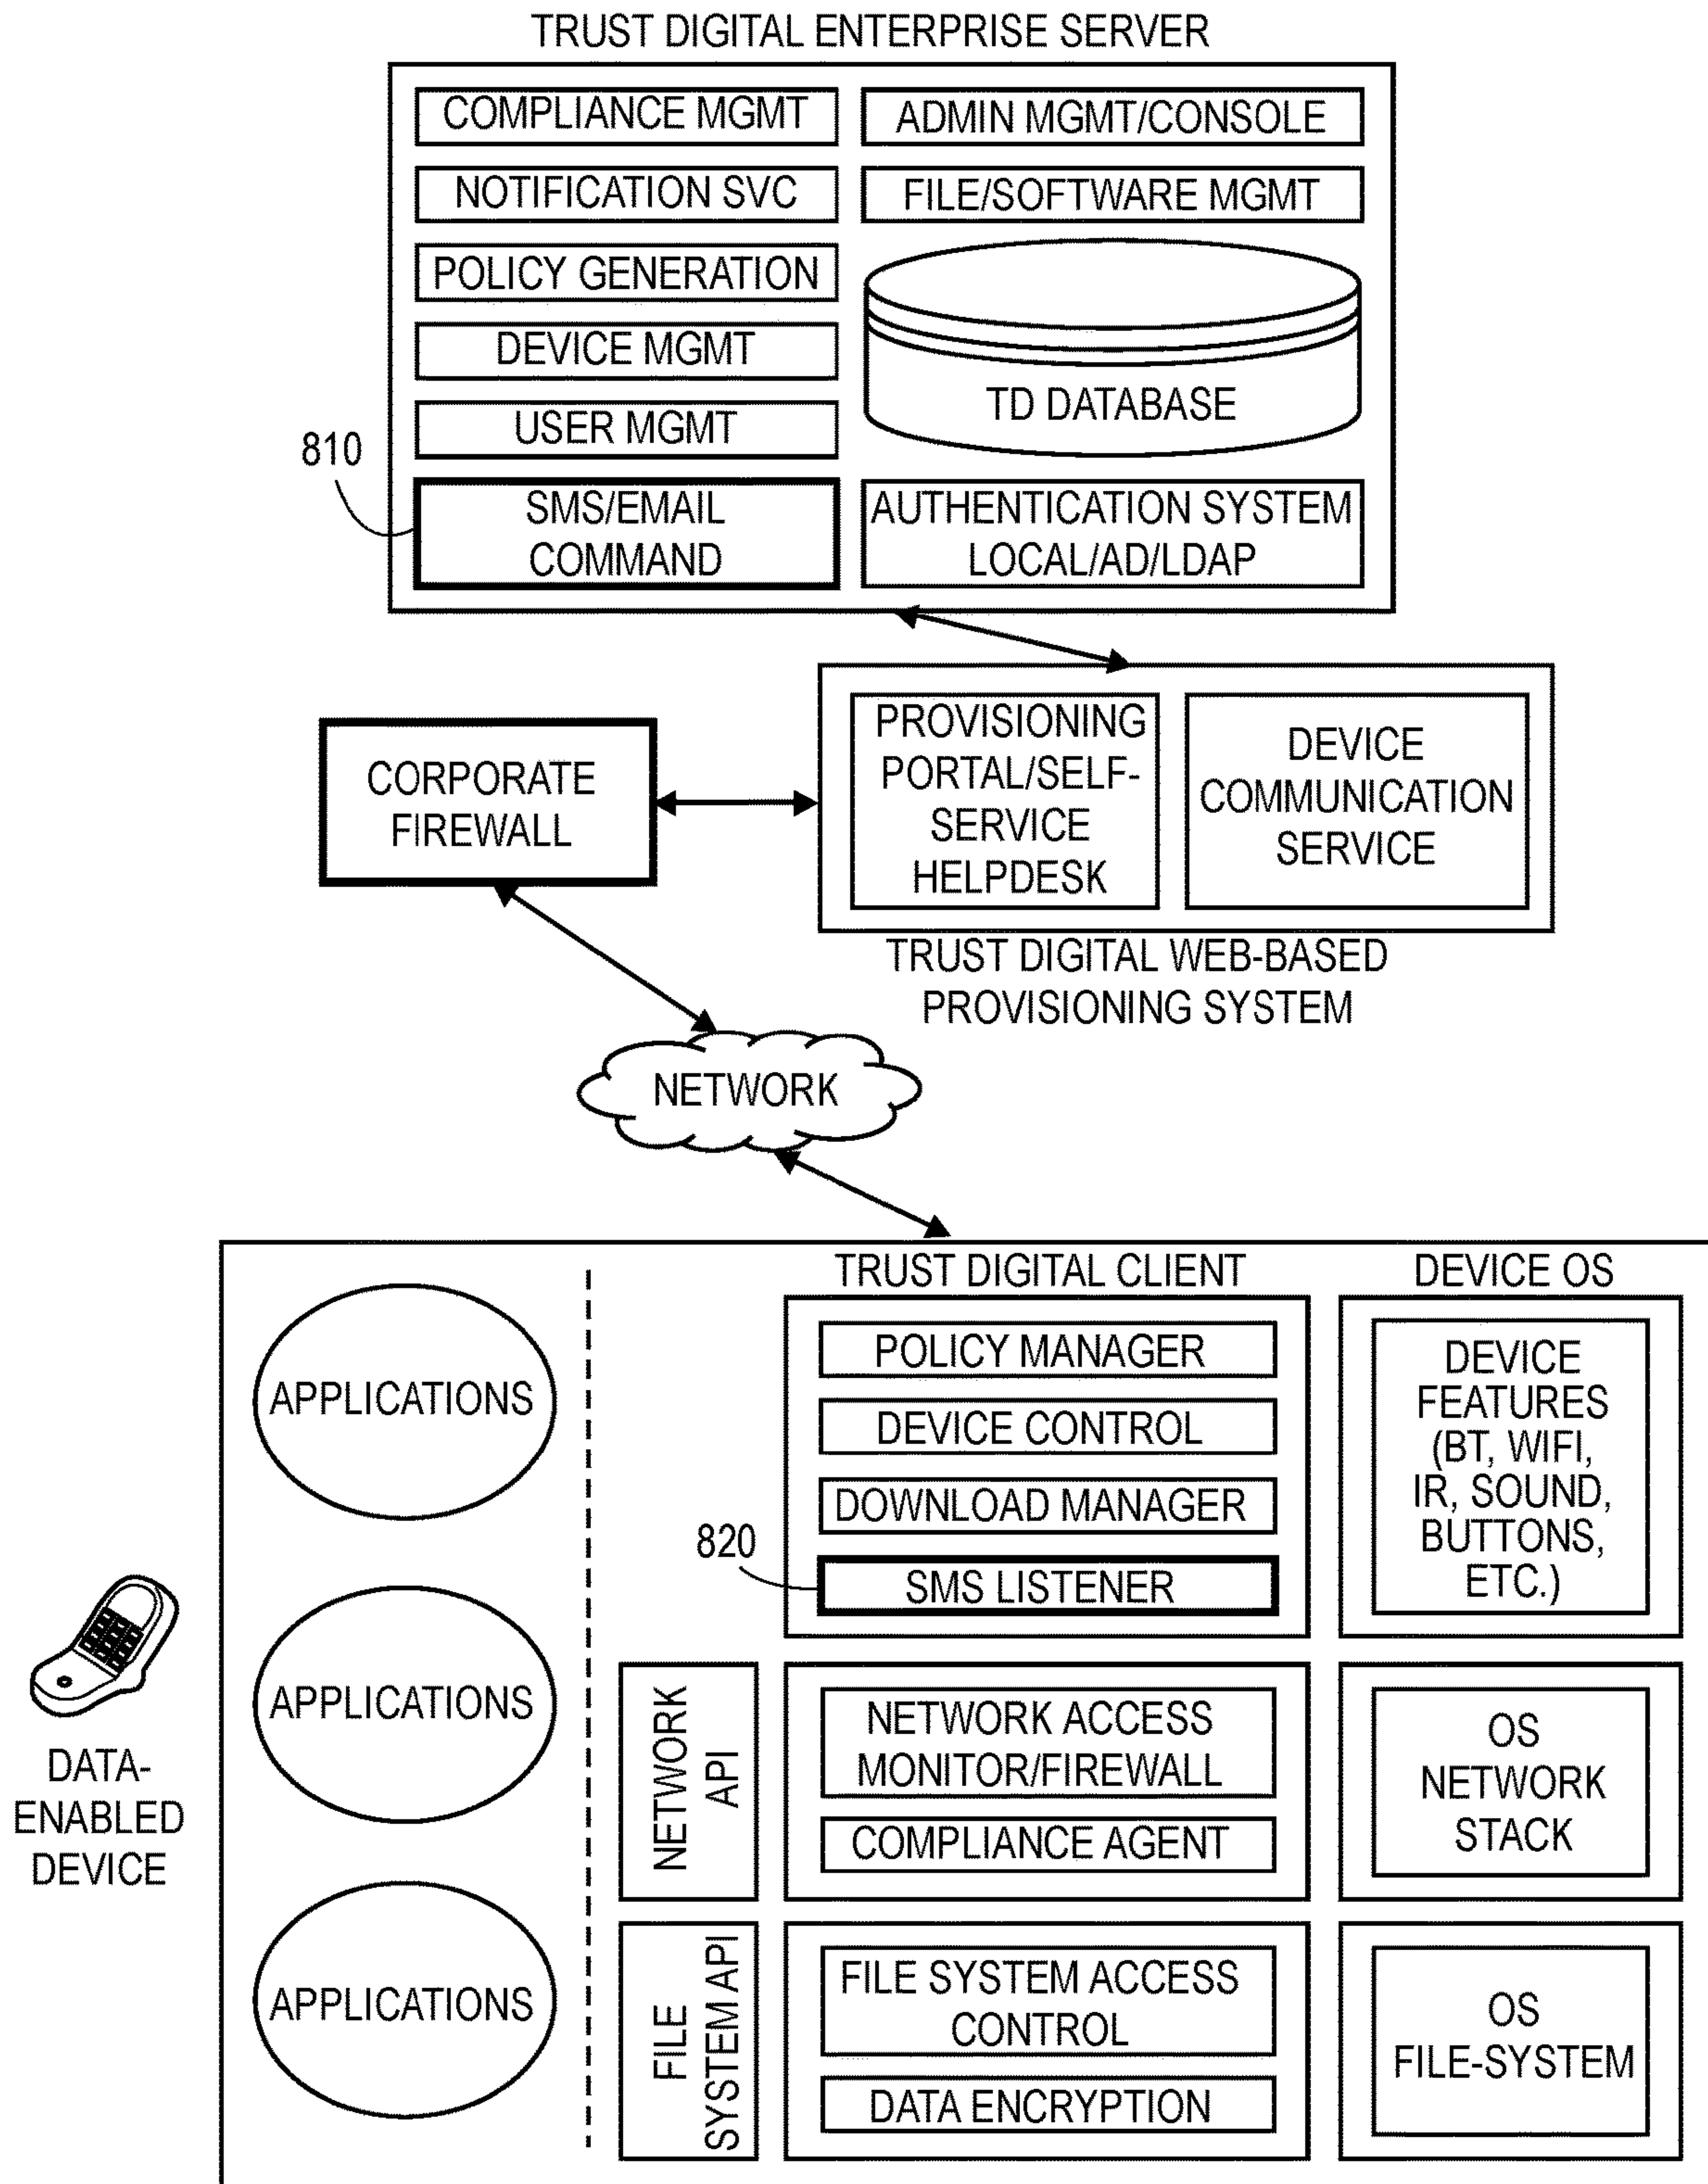 TRUST DIGITAL ENTERPRISE SERVER
COMPLIANCE MGMT
ADMIN MGMT/CONSOLE
NOTIFICATION SVC
FILE/SOFTWARE MGMT
POLICY GENERATION
DEVICE MGMT
TD DATABASE
USER MGMT
810
SMS/EMAIL
COMMAND
AUTHENTICATION SYSTEM
LOCAL/AD/LDAP
CORPORATE
FIREWALL
PROVISIONING
PORTAL/SELF-
SERVICE
HELPDESK
DEVICE
COMMUNICATION
SERVICE
TRUST DIGITAL WEB-BASED
PROVISIONING SYSTEM
NETWORK
DATA-
ENABLED
DEVICE
APPLICATIONS
APPLICATIONS
APPLICATIONS
TRUST DIGITAL CLIENT
POLICY MANAGER
DEVICE CONTROL
DOWNLOAD MANAGER
820
SMS LISTENER
DEVICE OS
DEVICE
FEATURES
(BT, WIFI,
IR, SOUND,
BUTTONS,
ETC.)
NETWORK
API
NETWORK ACCESS
MONITOR/FIREWALL
COMPLIANCE AGENT
OS
NETWORK
STACK
FILE
SYSTEM API
FILE SYSTEM ACCESS
CONTROL
DATA ENCRYPTION
OS
FILE-SYSTEM